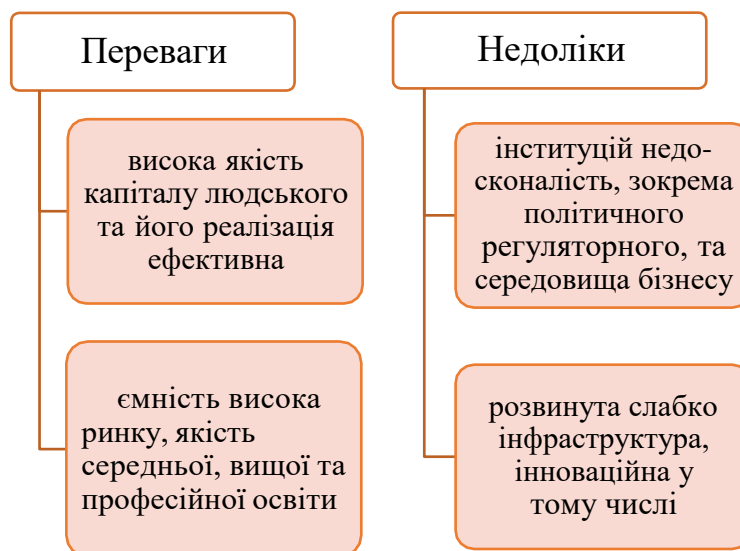 Переваги
висока якість
капіталу людського
та його реалізація
ефективна
ємність висока
ринку, якість
середньої, вищої та
професійної освіти
Недоліки
інституцій недо-
сконалість, зокрема
політичного
регуляторного, та
середовища бізнесу
розвинута слабко
інфраструктура,
інноваційна у
тому числі